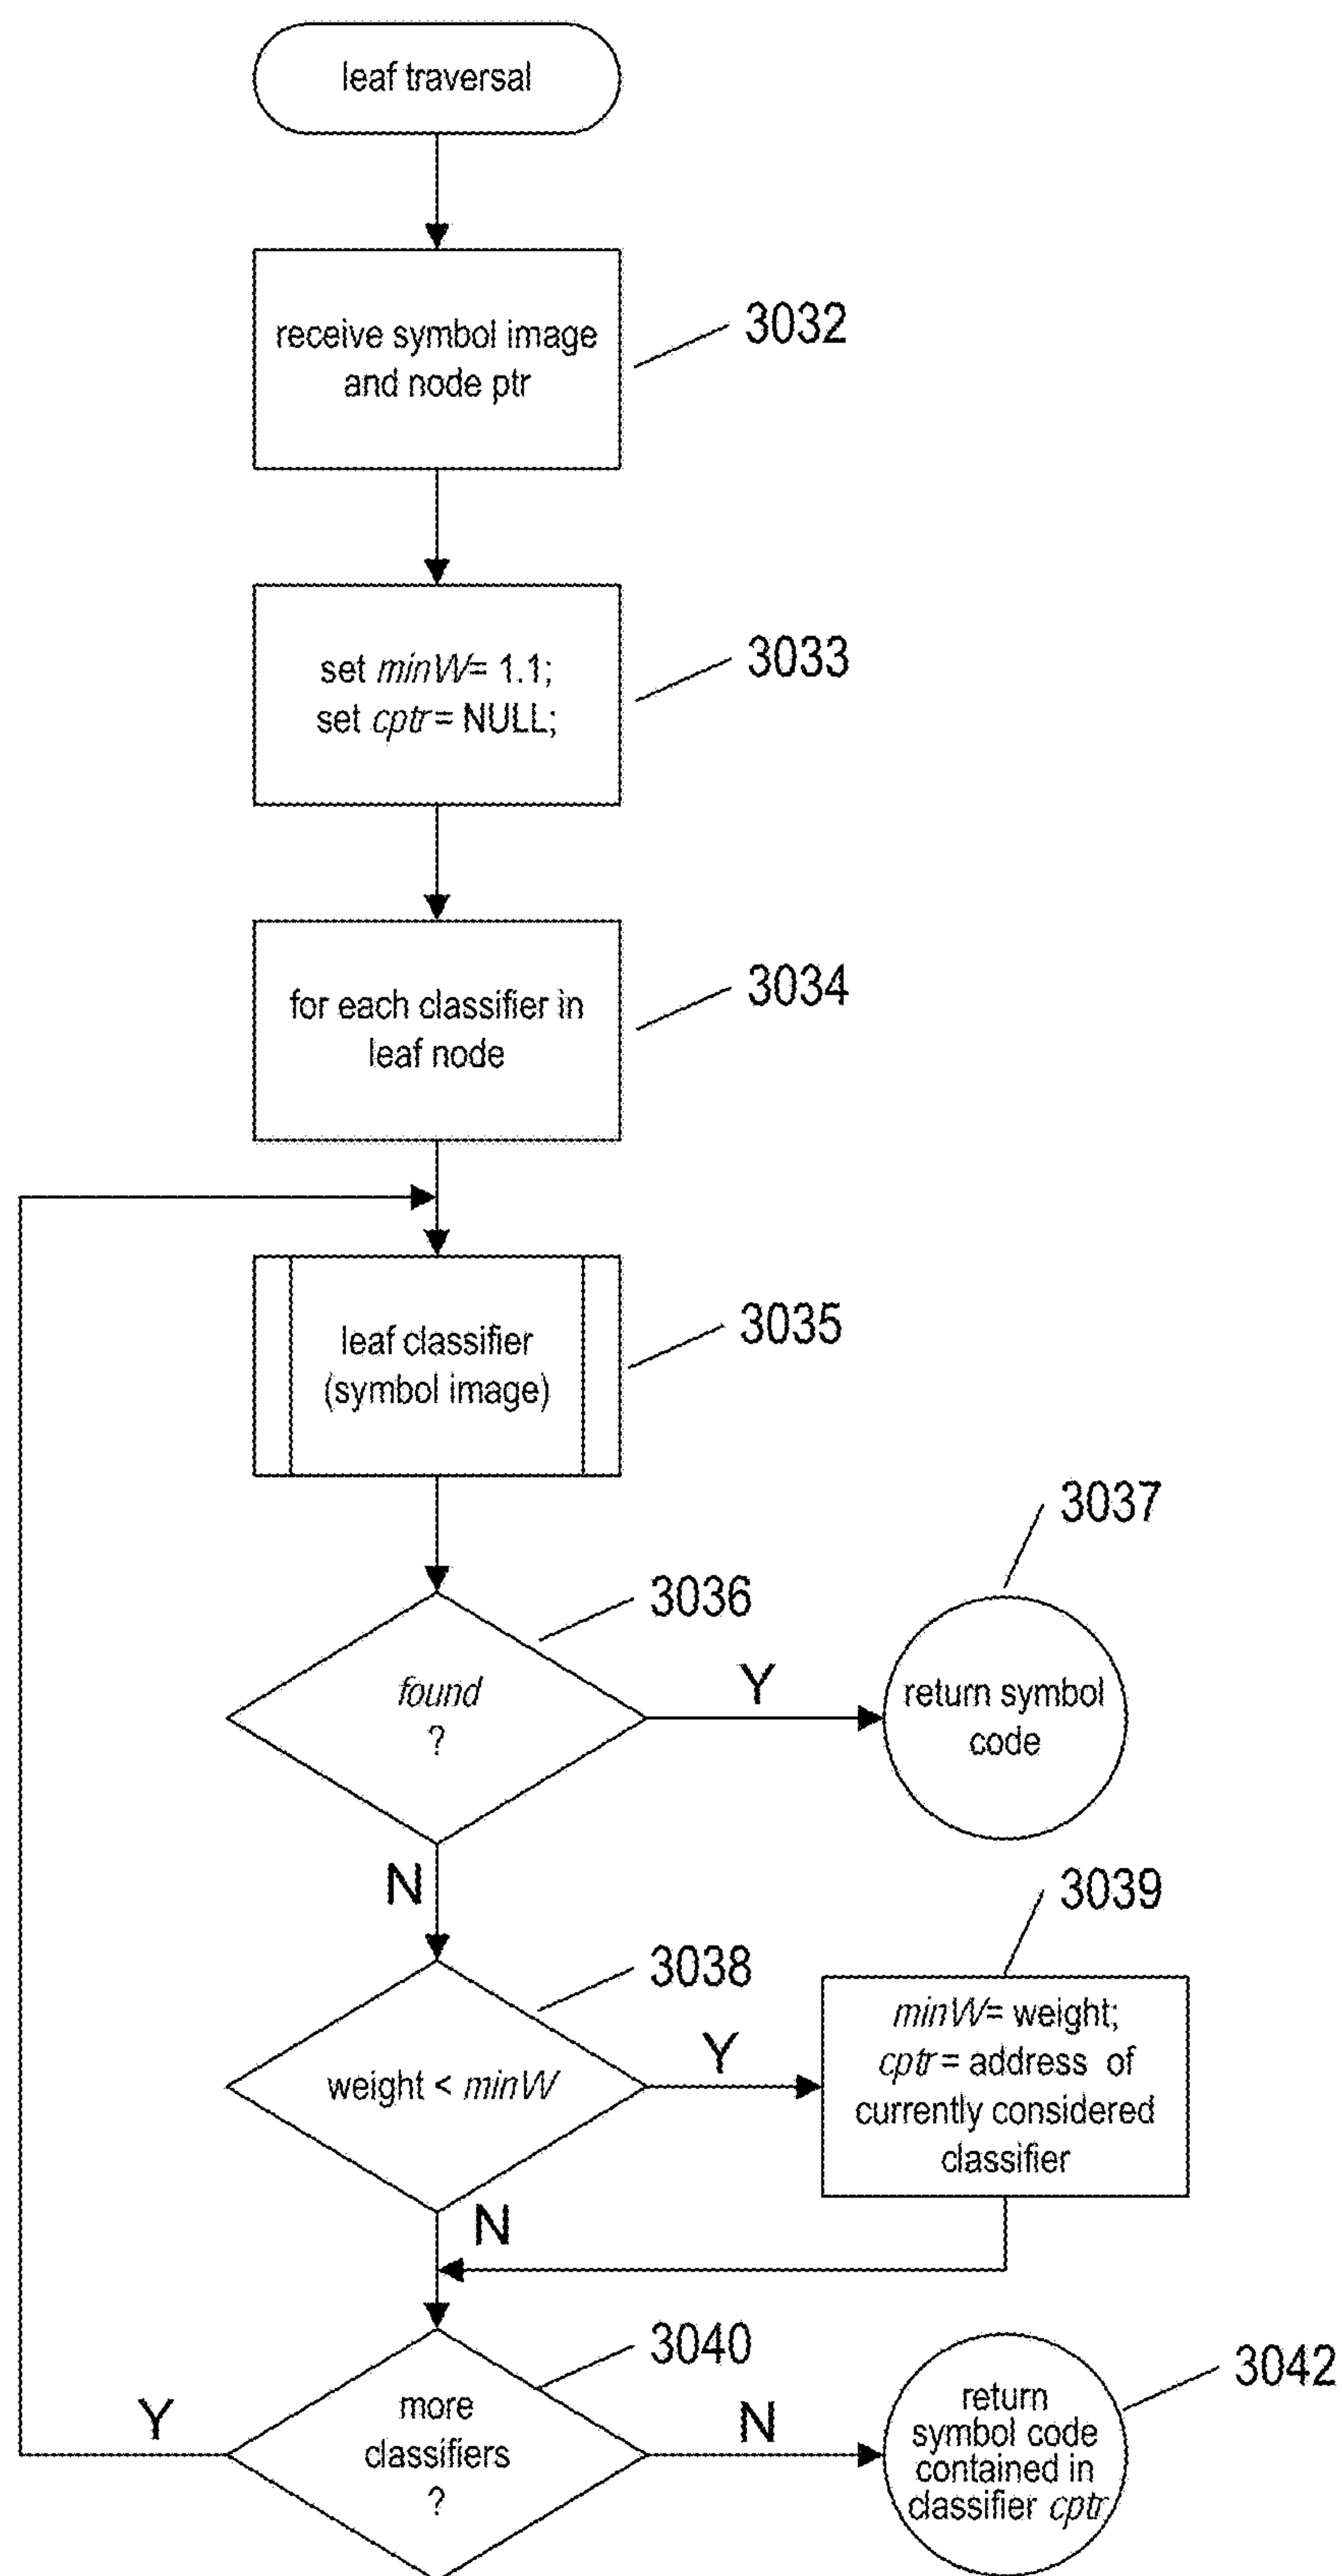 leaf traversal
receive symbol image
and node ptr
3032
set minW= 1.1;
set cptr = NULL;
3033
for each classifier in
leaf node
3034
leaf classifier
(symbol image)
3035
3036
found
?
Y
3037
return symbol
code
N
3038
weight < minW
Y
3039
minW= weight;
cptr = address of
currently considered
classifier
N
3040
more
classifiers
?
Y
N
3042
return
symbol code
contained in
classifier cptr